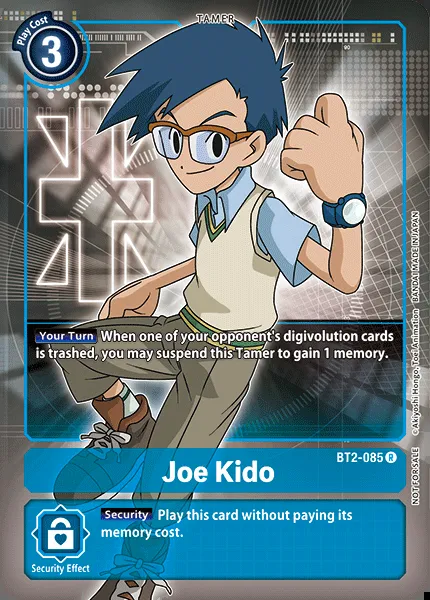 TAMER
Play Cost
3
Your Turn When one of your opponent's digivolution cards
is trashed, you may suspend this Tamer to gain 1 memory.
BT2-085 R
Joe Kido
Security Play this card without paying its
memory cost.
Security Effect
NOT FOR SALE ©Akiyoshi Hongo, Toei Animation BANDAI MADE IN JAPAN